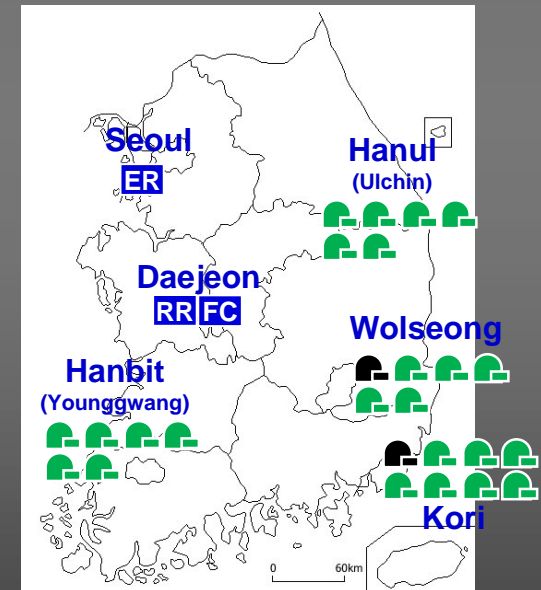 Seoul
ER
Hanul
(Ulchin)
Daejeon
RR FC
Wolseong
Hanbit
(Younggwang)
Kori
0 60km